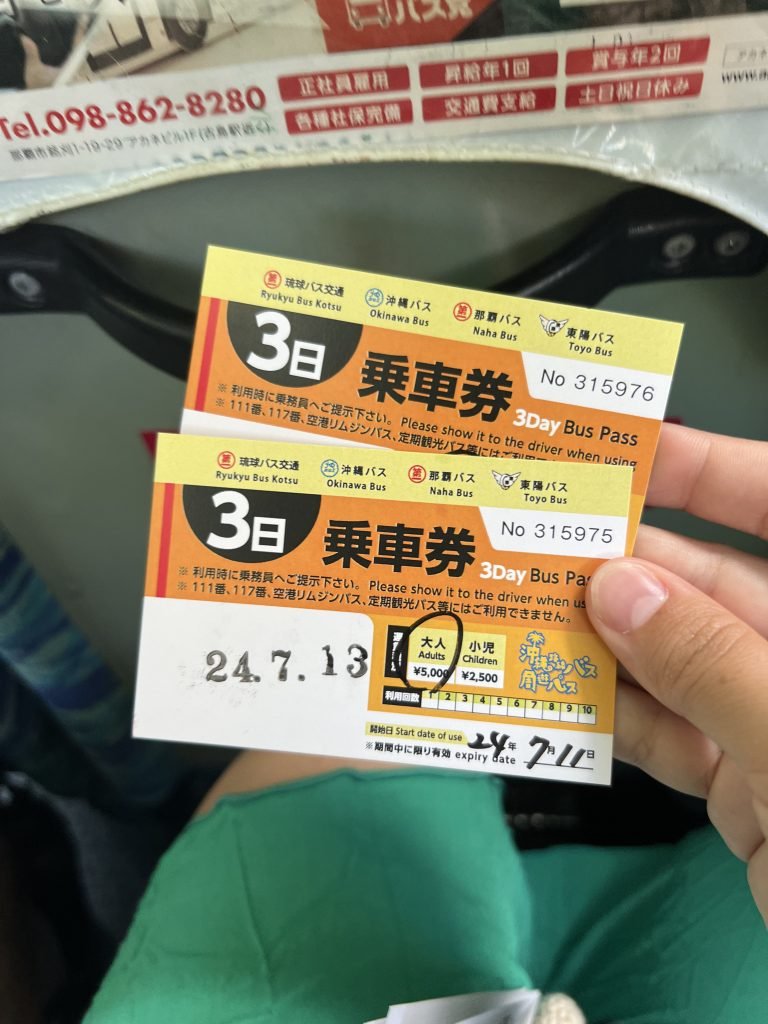 バス党
Tel.098-862-8280
正社員雇用 昇給年1回 賞与年2回
各種社保完備 交通費支給 土日祝日休み
琉球バス交通 沖縄バス 那覇バス 東陽バス
Ryukyu Bus Kotsu Okinawa Bus Naha Bus Toyo Bus
3日 乗車券 3Day Bus Pass
No 315976
※ 利用時に乗務員へご提示下さい。 Please show it to the driver when using
※ 111番、117番、空港リムジンバス、定期観光バス等にはご利用
琉球バス交通 沖縄バス 那覇バス 東陽バス
Ryukyu Bus Kotsu Okinawa Bus Naha Bus Toyo Bus
3日 乗車券 3Day Bus Pas
No 315975
※ 利用時に乗務員へご提示下さい。 Please show it to the driver when us
※ 111番、117番、空港リムジンバス、定期観光バス等にはご利用できません。
24.7.13
大人 小児
Adults Children
¥5,000 ¥2,500
利用回数 1 2 3 4 5 6 7 8 9 10
開始日 Start date of use 24年 7月11日
※期間中に限り有効 expiry date